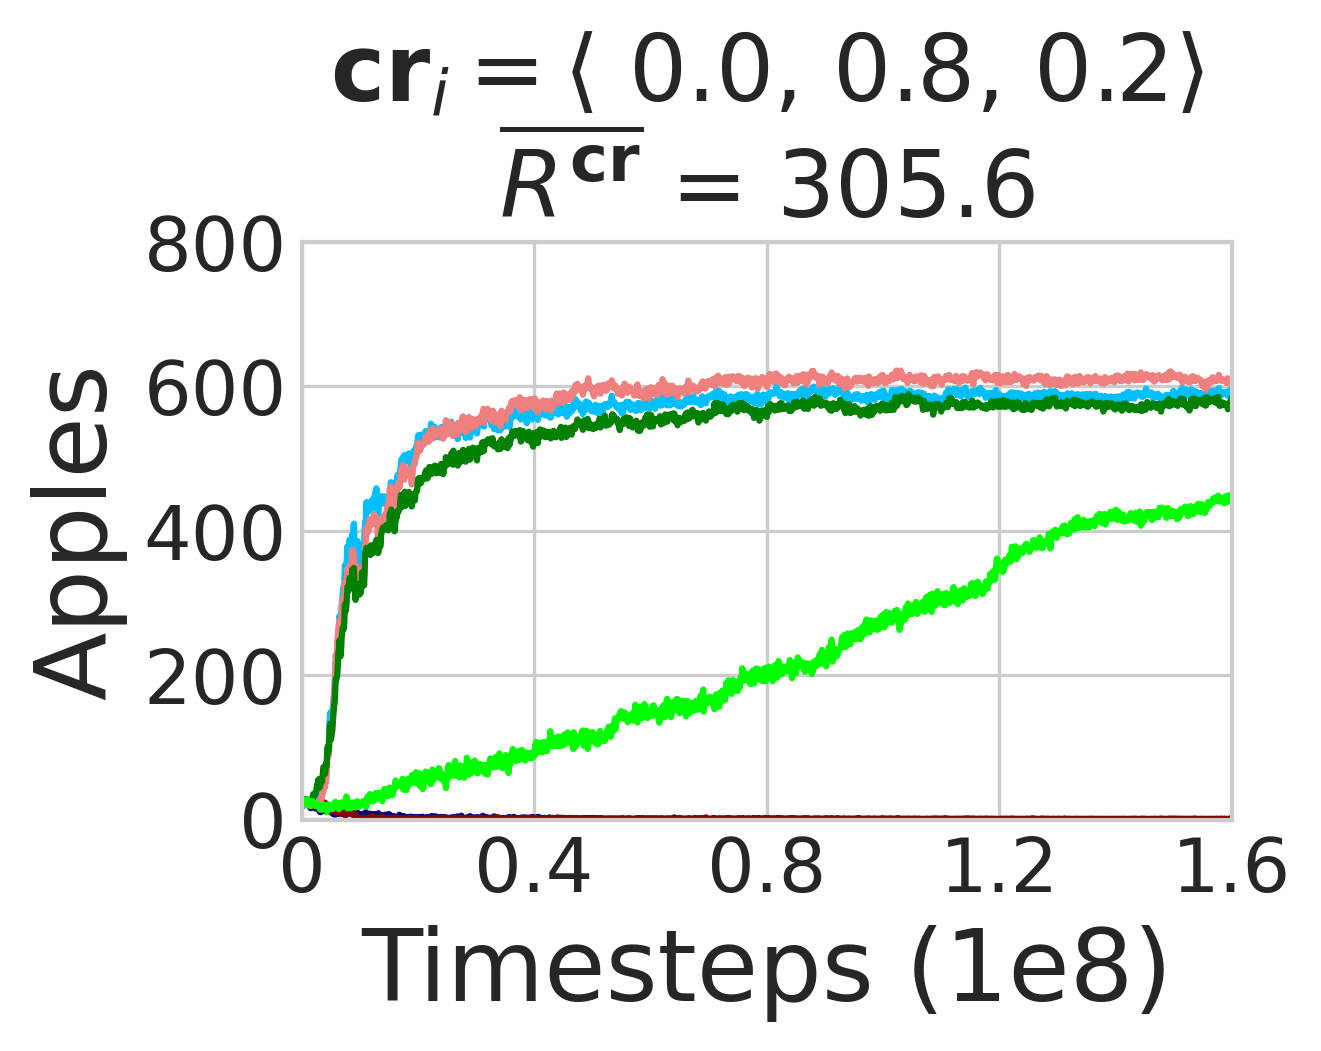 cr_i = ⟨ 0.0, 0.8, 0.2⟩
R^cr = 305.6
800
600
400
200
0
Apples
0 0.4 0.8 1.2 1.6
Timesteps (1e8)